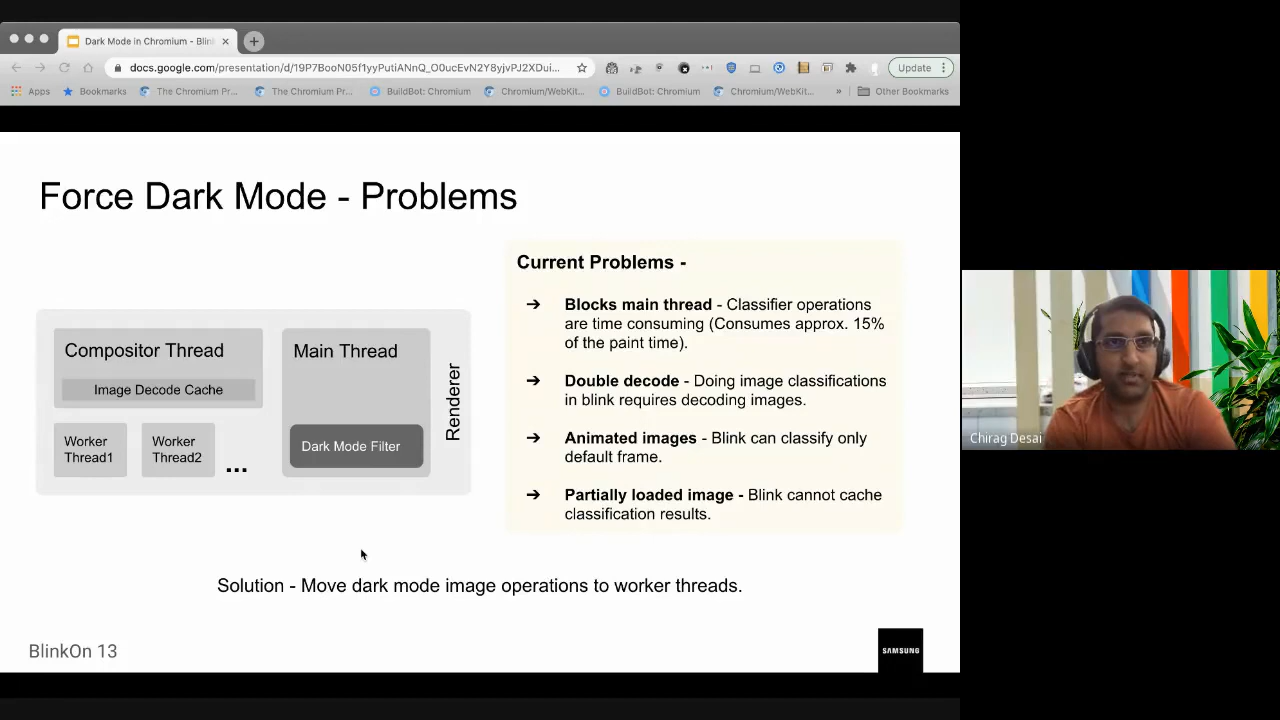 Dark Mode in Chromium - Blin
docs.google.com/presentation/d/19P7BooN05f1yyPutiANnQ_O0ucEvN2Y8yjvPJ2XDui...
Update
Apps
Bookmarks
The Chromium Pr...
The Chromium Pr...
BuildBot: Chromium
Chromium/WebKit...
BuildBot: Chromium
Chromium/WebKit...
»
Other Bookmarks
Force Dark Mode - Problems
Compositor Thread
Image Decode Cache
Worker
Thread1
Worker
Thread2
...
Main Thread
Dark Mode Filter
Renderer
Current Problems -
➔ Blocks main thread - Classifier operations
are time consuming (Consumes approx. 15%
of the paint time).
➔ Double decode - Doing image classifications
in blink requires decoding images.
➔ Animated images - Blink can classify only
default frame.
➔ Partially loaded image - Blink cannot cache
classification results.
Solution - Move dark mode image operations to worker threads.
BlinkOn 13
SAMSUNG
Chirag Desai